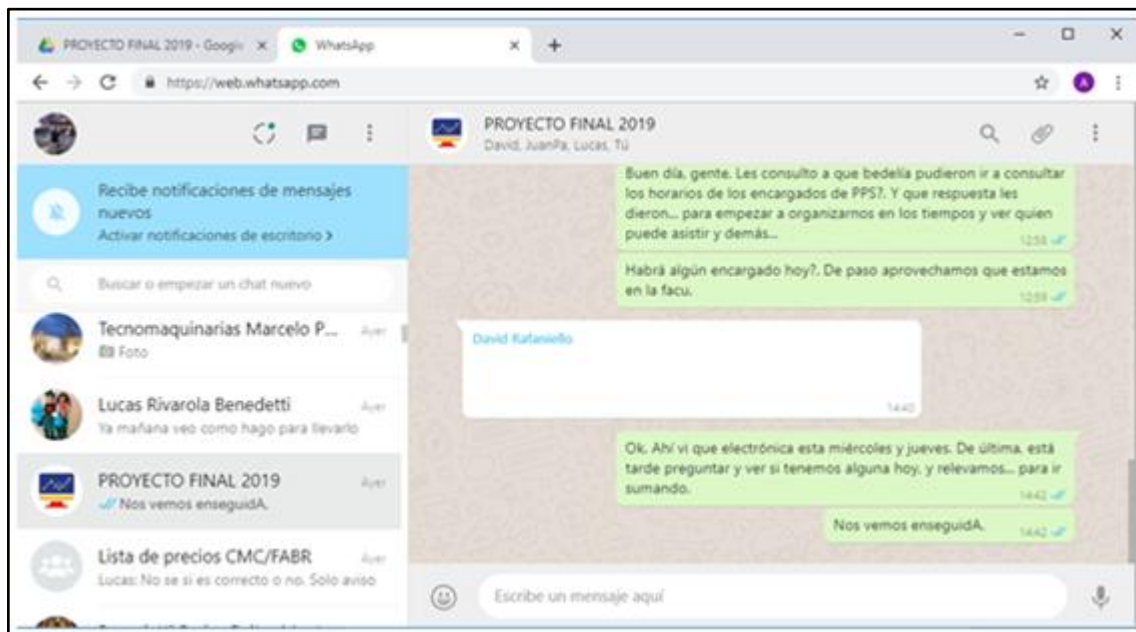 PROYECTO FINAL 2019 - Googl
WhatsApp
https://web.whatsapp.com
A
PROYECTO FINAL 2019
David, JuanPa, Lucas, Tú
Recibe notificaciones de mensajes
nuevos
Activar notificaciones de escritorio >
Buscar o empezar un chat nuevo
Tecnomaquinarias Marcelo P...
Ayer
Foto
Lucas Rivarola Benedetti
Ayer
Ya mañana veo como hago para llevarlo
PROYECTO FINAL 2019
Ayer
Nos vemos enseguidA.
Lista de precios CMC/FABR
Ayer
Lucas: No se si es correcto o no. Solo aviso
Buen día, gente. Les consulto a que bedelía pudieron ir a consultar
los horarios de los encargados de PPS?. Y que respuesta les
dieron... para empezar a organizarnos en los tiempos y ver quien
puede asistir y demás...
12:58
Habrá algún encargado hoy?. De paso aprovechamos que estamos
en la facu.
12:58
David Rafaniello
14:40
Ok. Ahí vi que electrónica esta miércoles y jueves. De última, está
tarde preguntar y ver si tenemos alguna hoy, y relevamos... para ir
sumando.
14:42
Nos vemos enseguidA.
14:42
Escribe un mensaje aquí